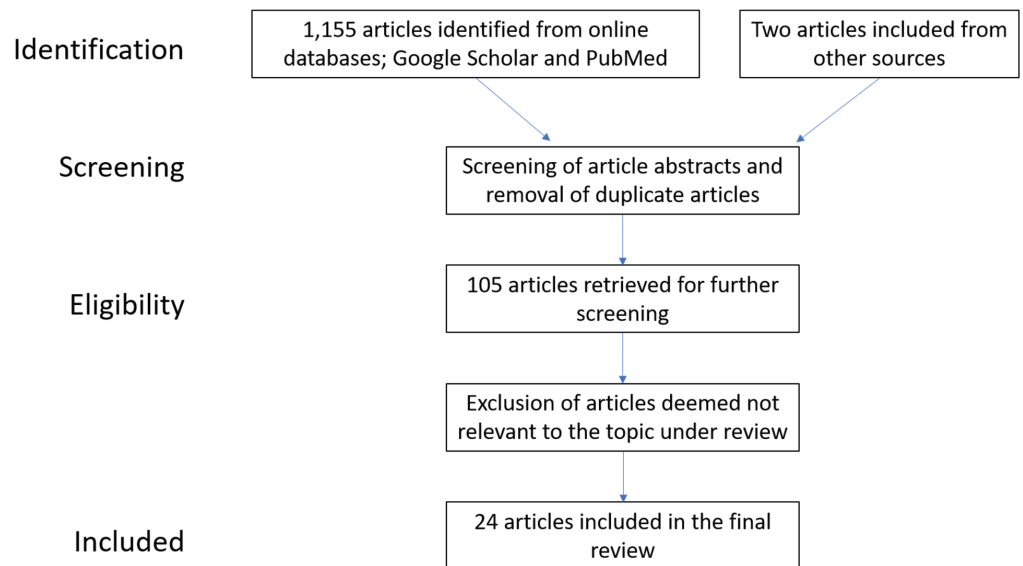 Identification
1,155 articles identified from online
databases; Google Scholar and PubMed
Two articles included from
other sources
Screening
Screening of article abstracts and
removal of duplicate articles
Eligibility
105 articles retrieved for further
screening
Exclusion of articles deemed not
relevant to the topic under review
Included
24 articles included in the final
review